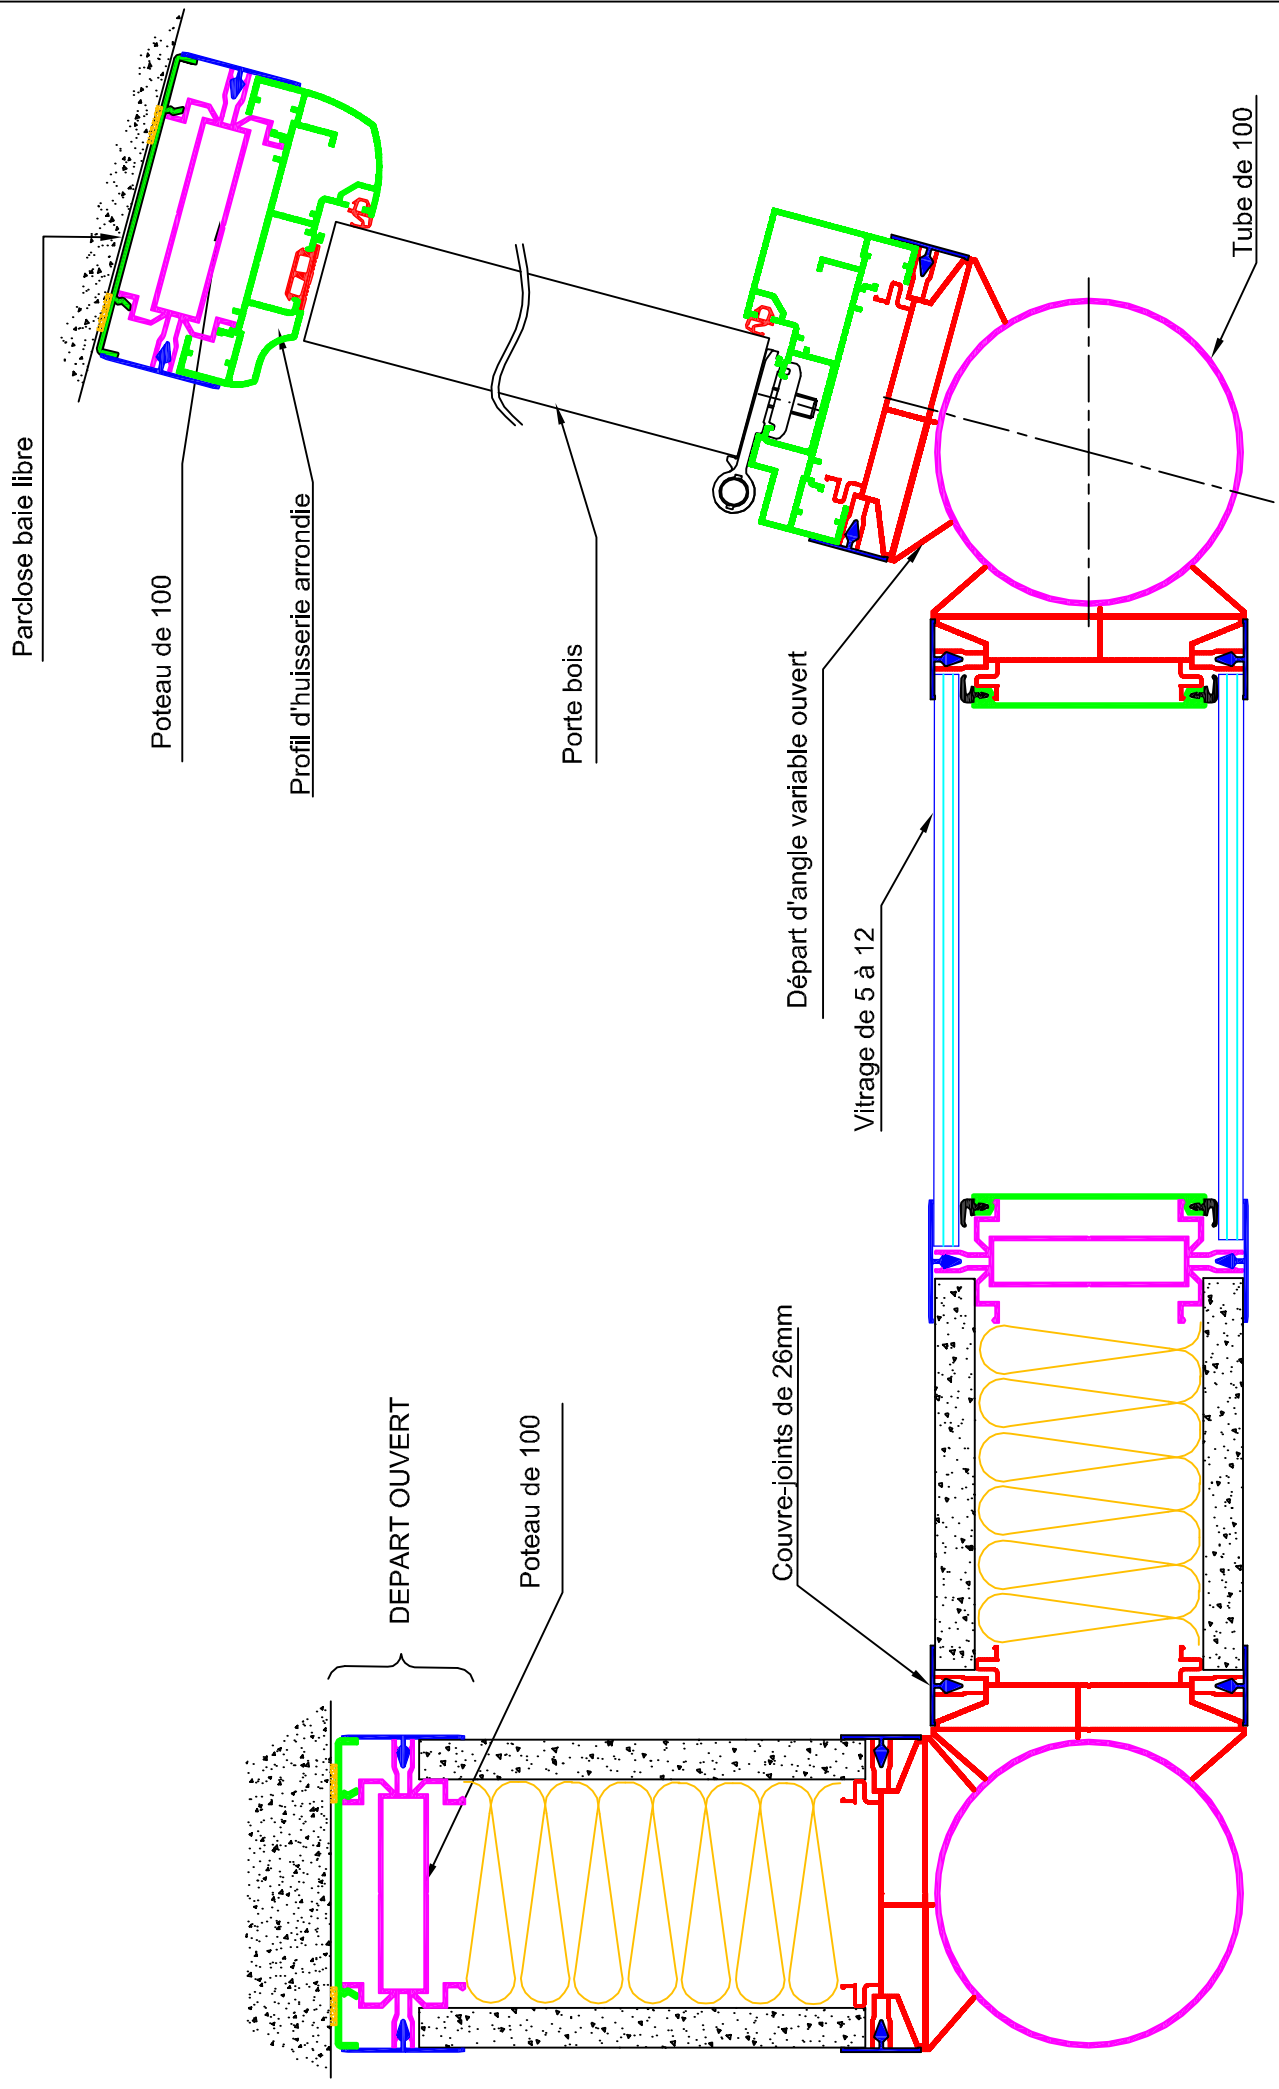 Parclose baie libre
Poteau de 100
Profil d'huisserie arrondie
Porte bois
Départ d'angle variable ouvert
Vitrage de 5 à 12
Tube de 100
DEPART OUVERT
Poteau de 100
Couvre-joints de 26mm